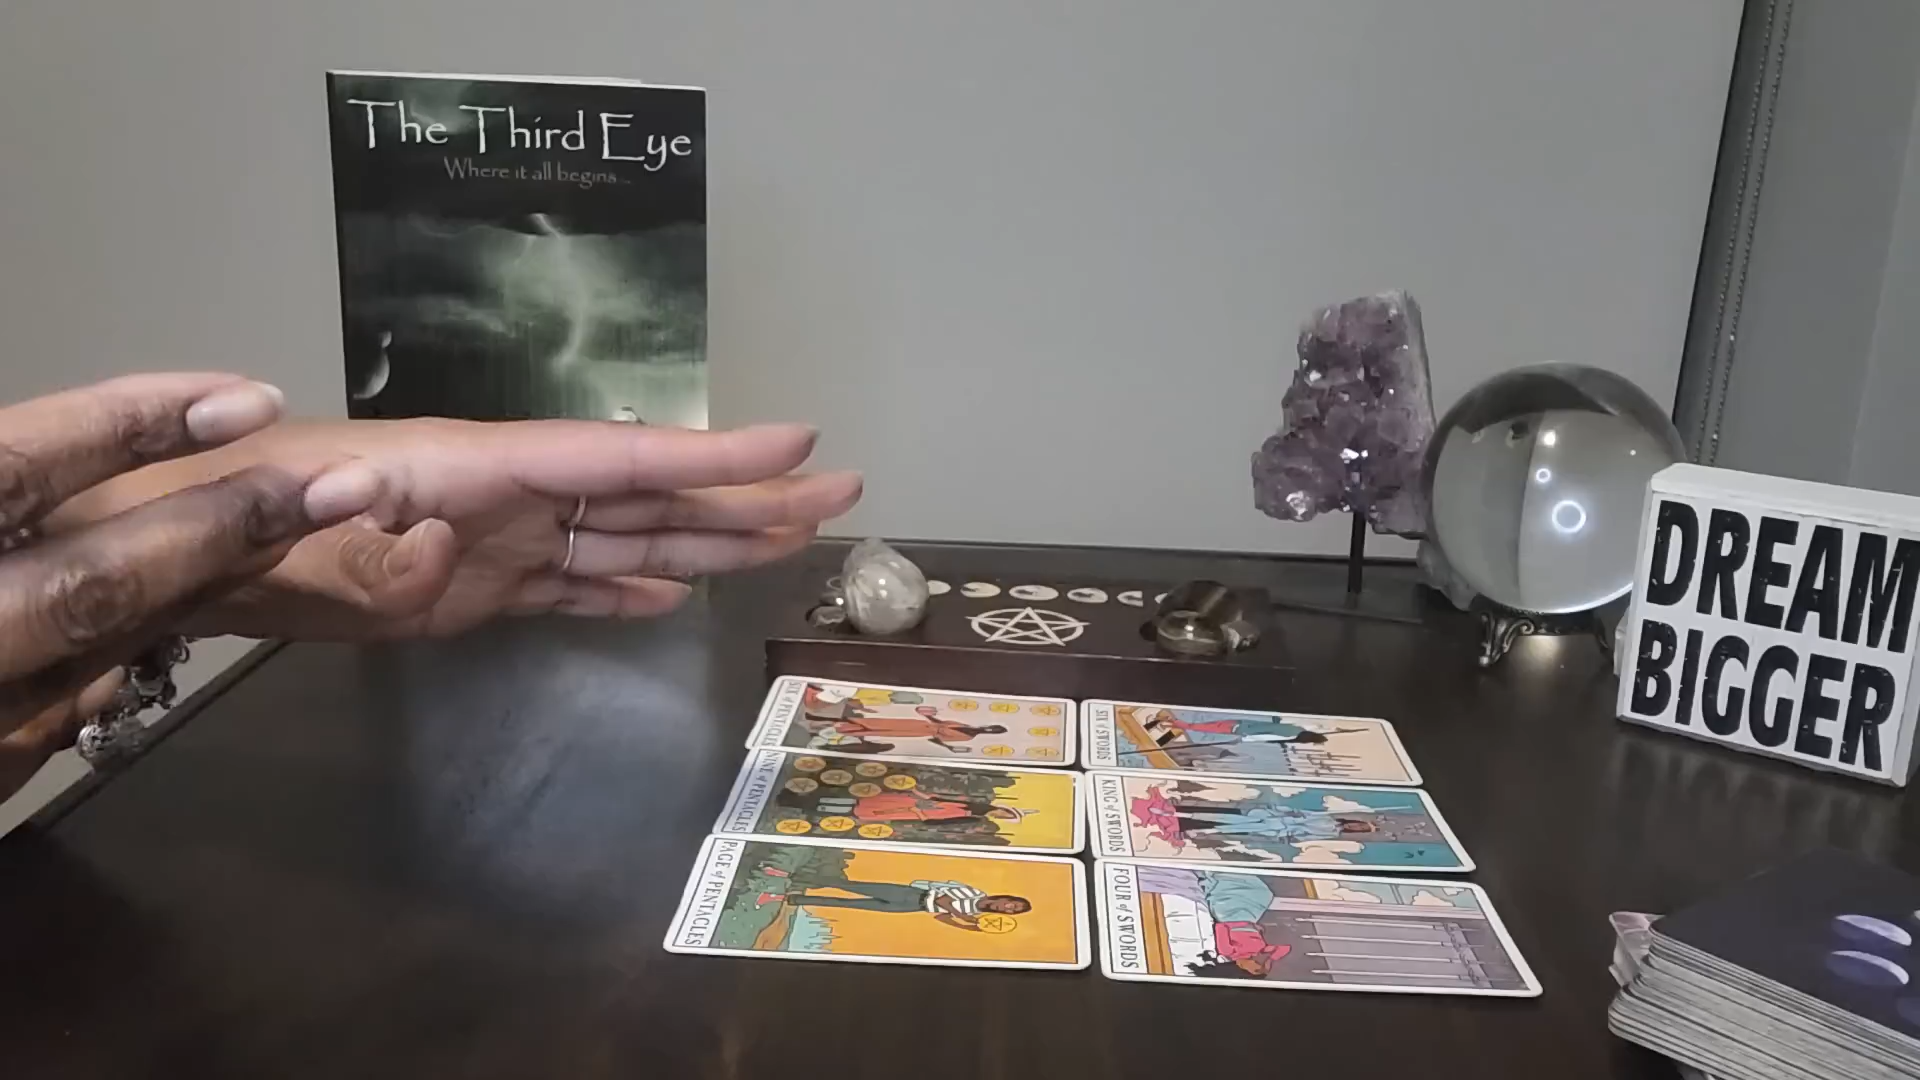 The Third Eye
Where it all begins...
DREAM
BIGGER
SIX of PENTACLES
SIX of SWORDS
NINE of PENTACLES
KING of SWORDS
PAGE of PENTACLES
FOUR of SWORDS